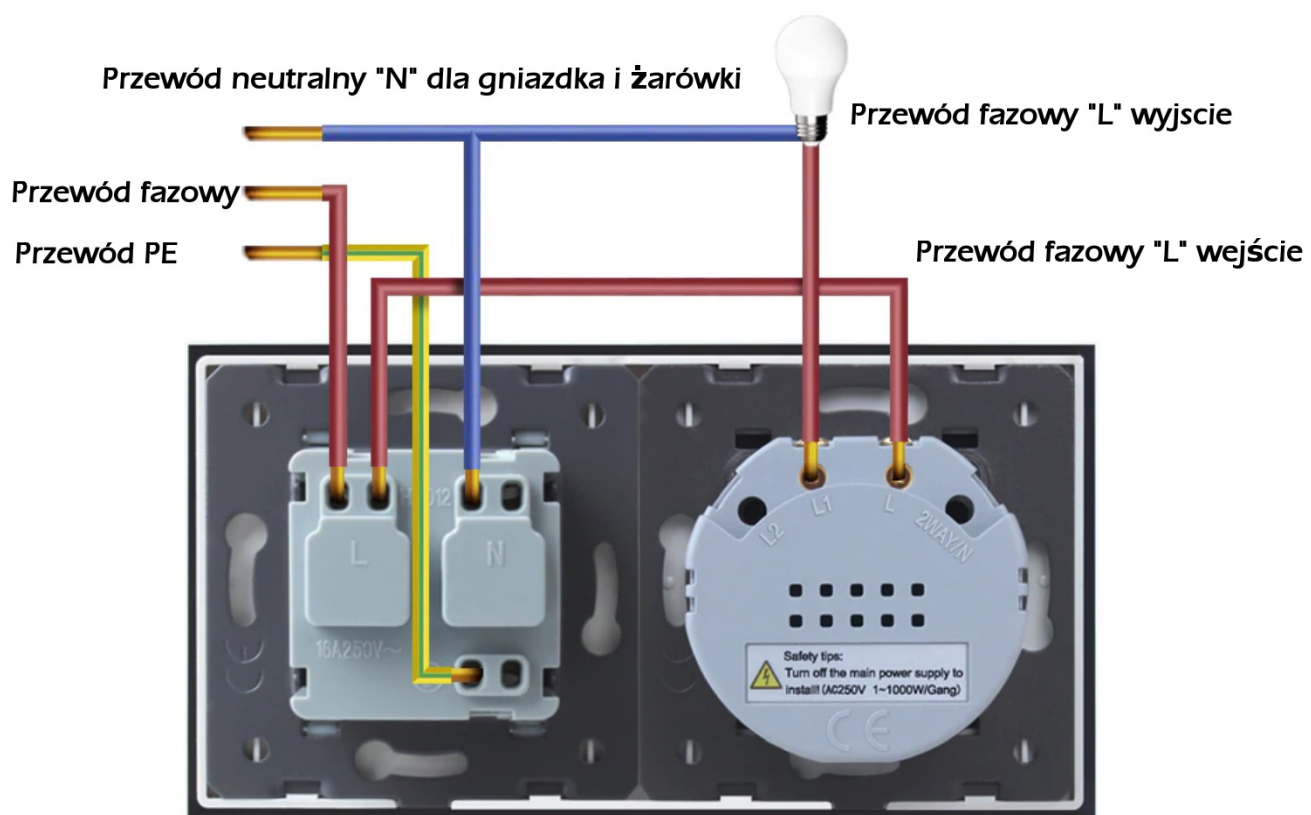 Przewód neutralny "N" dla gniazdka i żarówki
Przewód fazowy "L" wyjscie
Przewód fazowy
Przewód PE
Przewód fazowy "L" wejście
L
N
16A250V~
L2
L1
L
2WAY/N
Safety tips:
Turn off the main power supply to
install! (AC250V 1~1000W/Gang)
CE